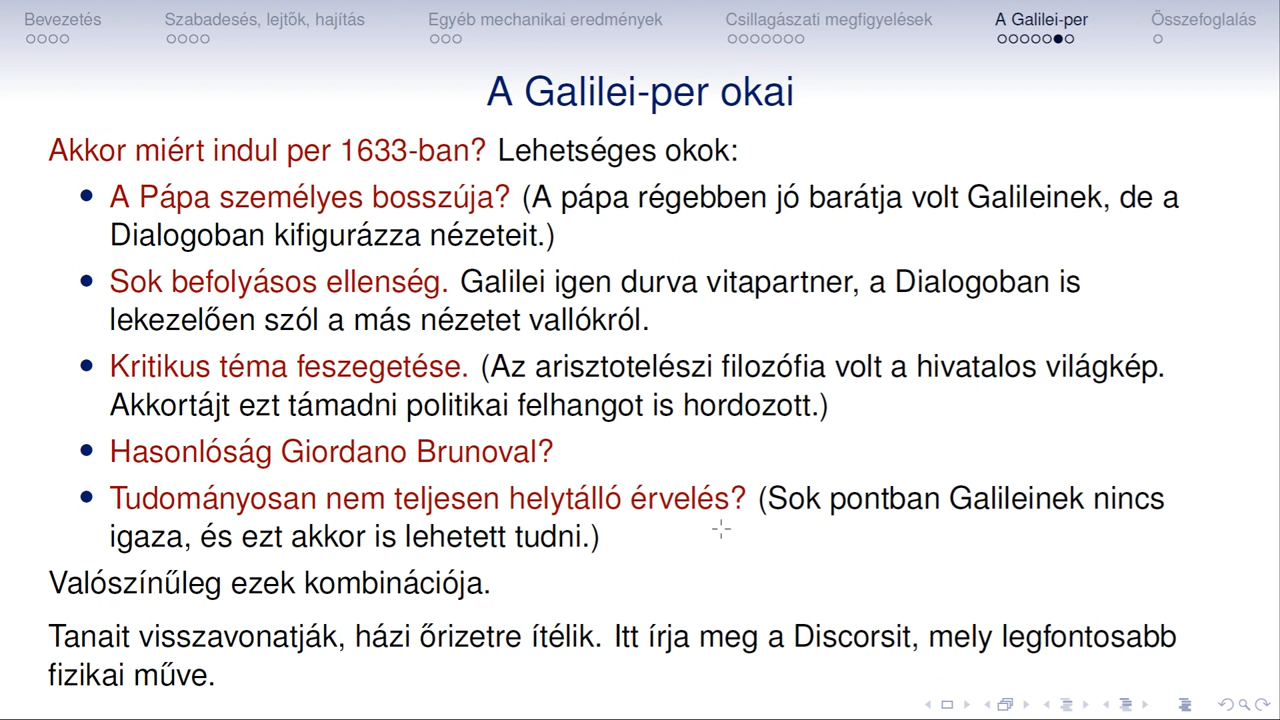 Bevezetés Szabadesés, lejtők, hajítás Egyéb mechanikai eredmények Csillagászati megfigyelések A Galilei-per Összefoglalás
A Galilei-per okai
Akkor miért indul per 1633-ban? Lehetséges okok:
A Pápa személyes bosszúja? (A pápa régebben jó barátja volt Galileinek, de a
Dialogoban kifigurázza nézeteit.)
Sok befolyásos ellenség. Galilei igen durva vitapartner, a Dialogoban is
lekezelően szól a más nézetet vallókról.
Kritikus téma feszegetése. (Az arisztotelészi filozófia volt a hivatalos világkép.
Akkortájt ezt támadni politikai felhangot is hordozott.)
Hasonlóság Giordano Brunoval?
Tudományosan nem teljesen helytálló érvelés? (Sok pontban Galileinek nincs
igaza, és ezt akkor is lehetett tudni.)
Valószínűleg ezek kombinációja.
Tanait visszavonatják, házi őrizetre ítélik. Itt írja meg a Discorsit, mely legfontosabb
fizikai műve.